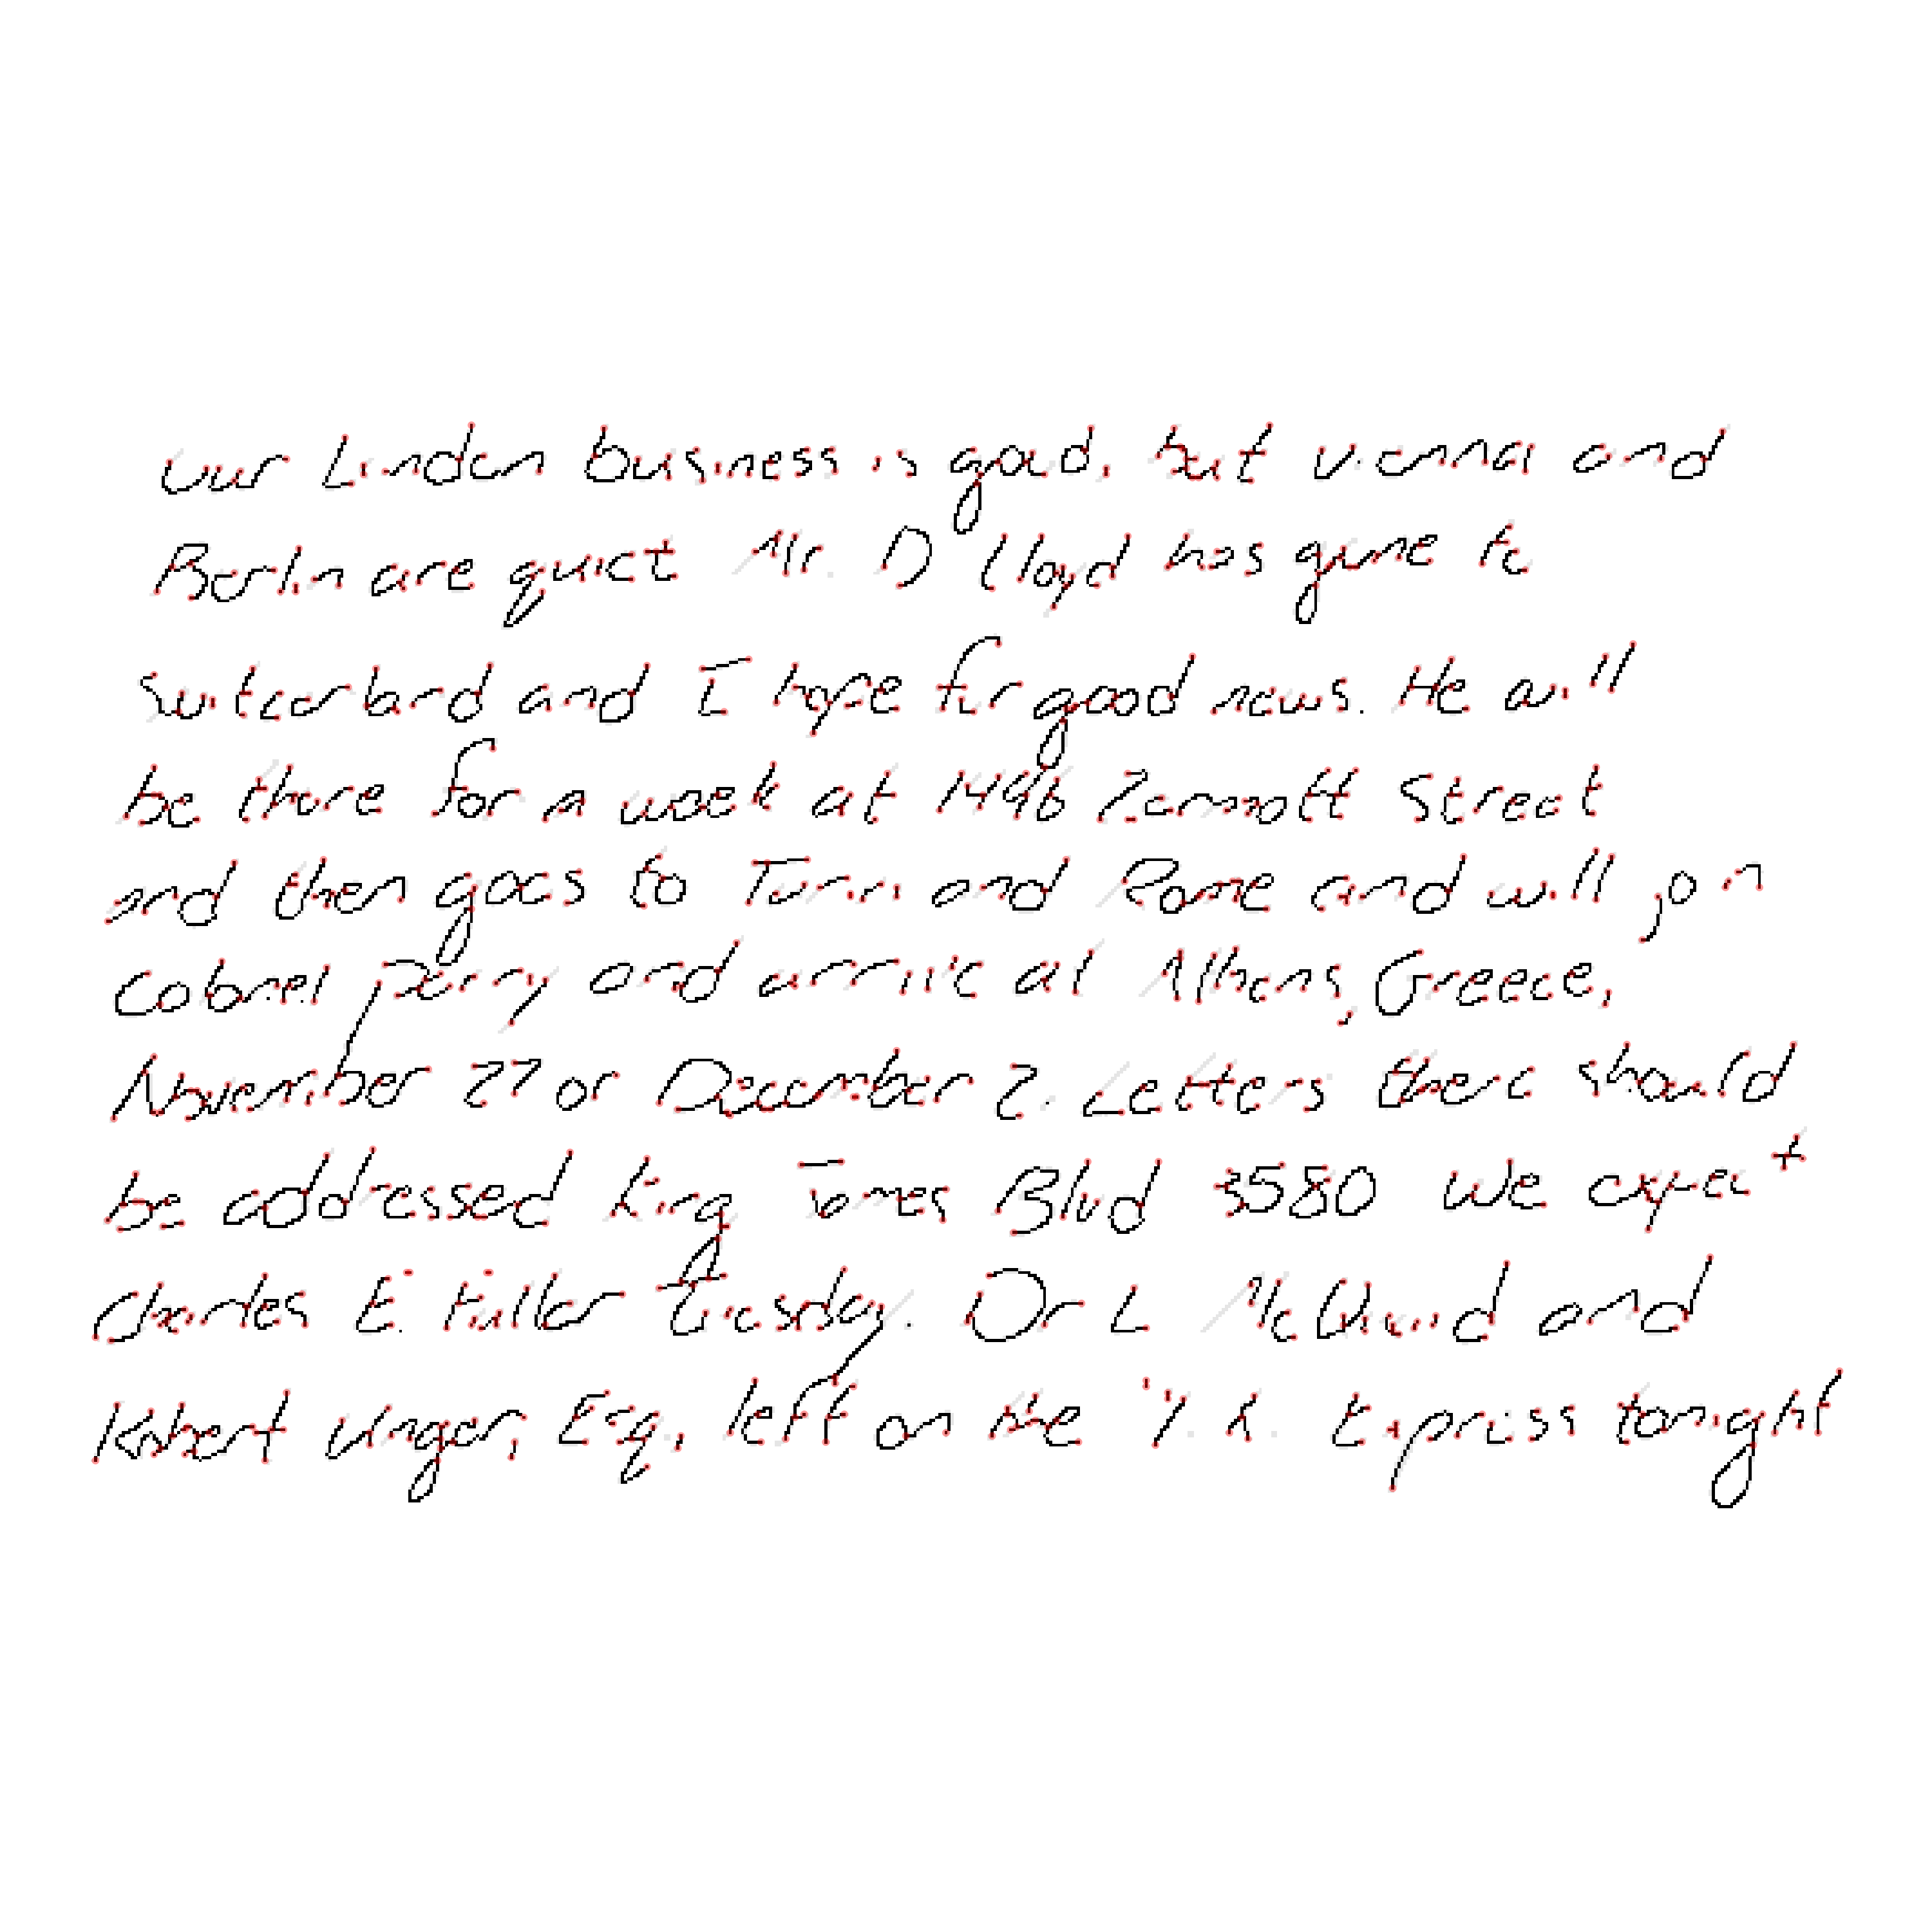 Our London business is good, but Vienna and
Berlin are quiet Mr. D Lloyd has gone to
Switzerland and I hope for good news. He will
be there for a week at 1496 Zermott Street
and then goes to Turin and Rome and will join
Colonel Parry and arrive at Athens, Greece,
November 27 or December 2. Letters there should
be addressed King James Blvd 3580 We expect
Charles E. Fuller Tuesday. Dr L McQuaid and
Robert Unger, Esq., left on the Y. X. Express tonight